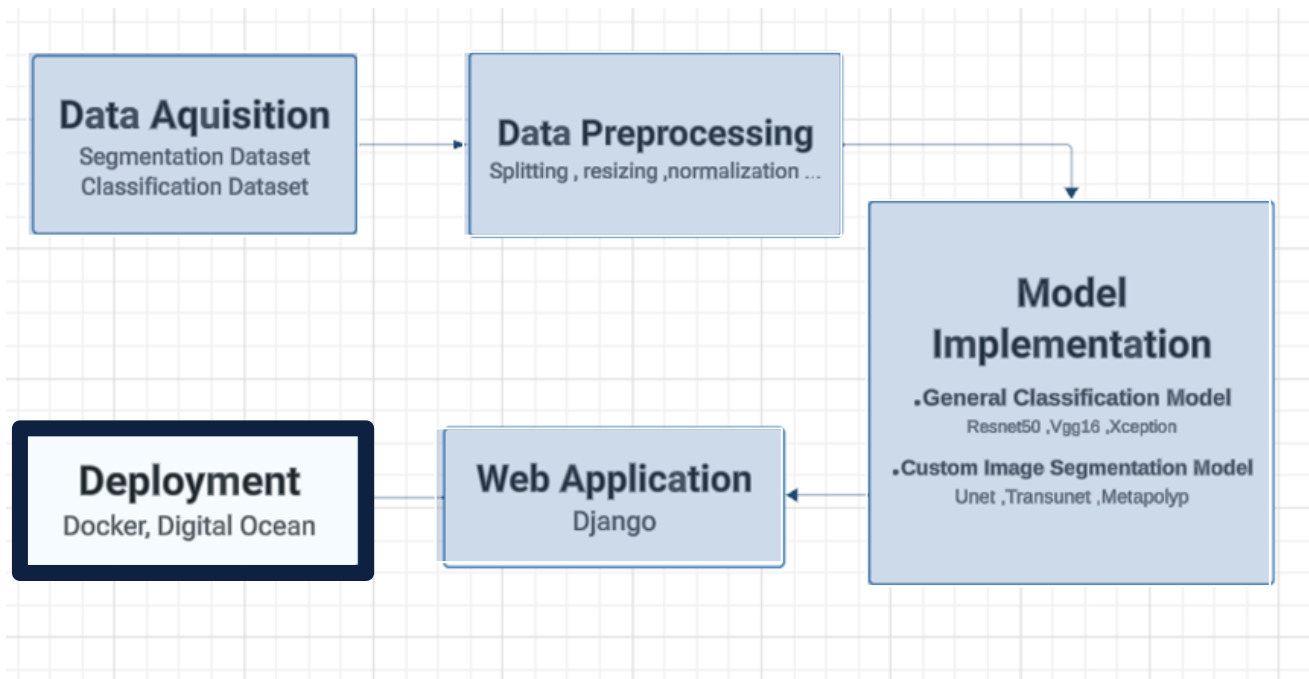 Data Aquisition
Segmentation Dataset
Classification Dataset
Data Preprocessing
Splitting , resizing ,normalization ...
Model
Implementation
.General Classification Model
Resnet50 ,Vgg16 ,Xception
.Custom Image Segmentation Model
Unet ,Transunet ,Metapolyp
Web Application
Django
Deployment
Docker, Digital Ocean